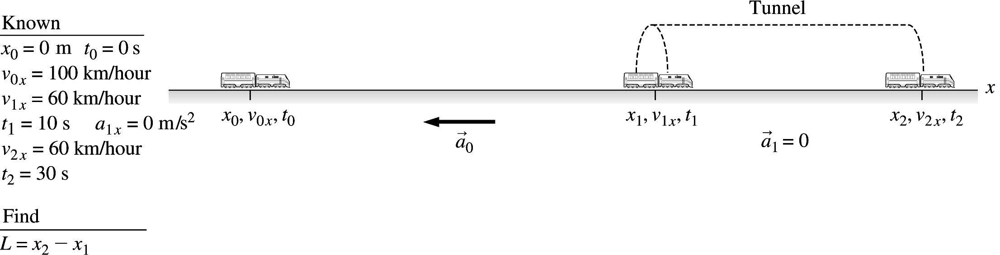 Known
x₀ = 0 m t₀ = 0 s
v₀ₓ = 100 km/hour
v₁ₓ = 60 km/hour
t₁ = 10 s a₁ₓ = 0 m/s²
v₂ₓ = 60 km/hour
t₂ = 30 s
Find
L = x₂ − x₁
Tunnel
x
x₀, v₀ₓ, t₀
x₁, v₁ₓ, t₁
x₂, v₂ₓ, t₂
a⃗₀
a⃗₁ = 0